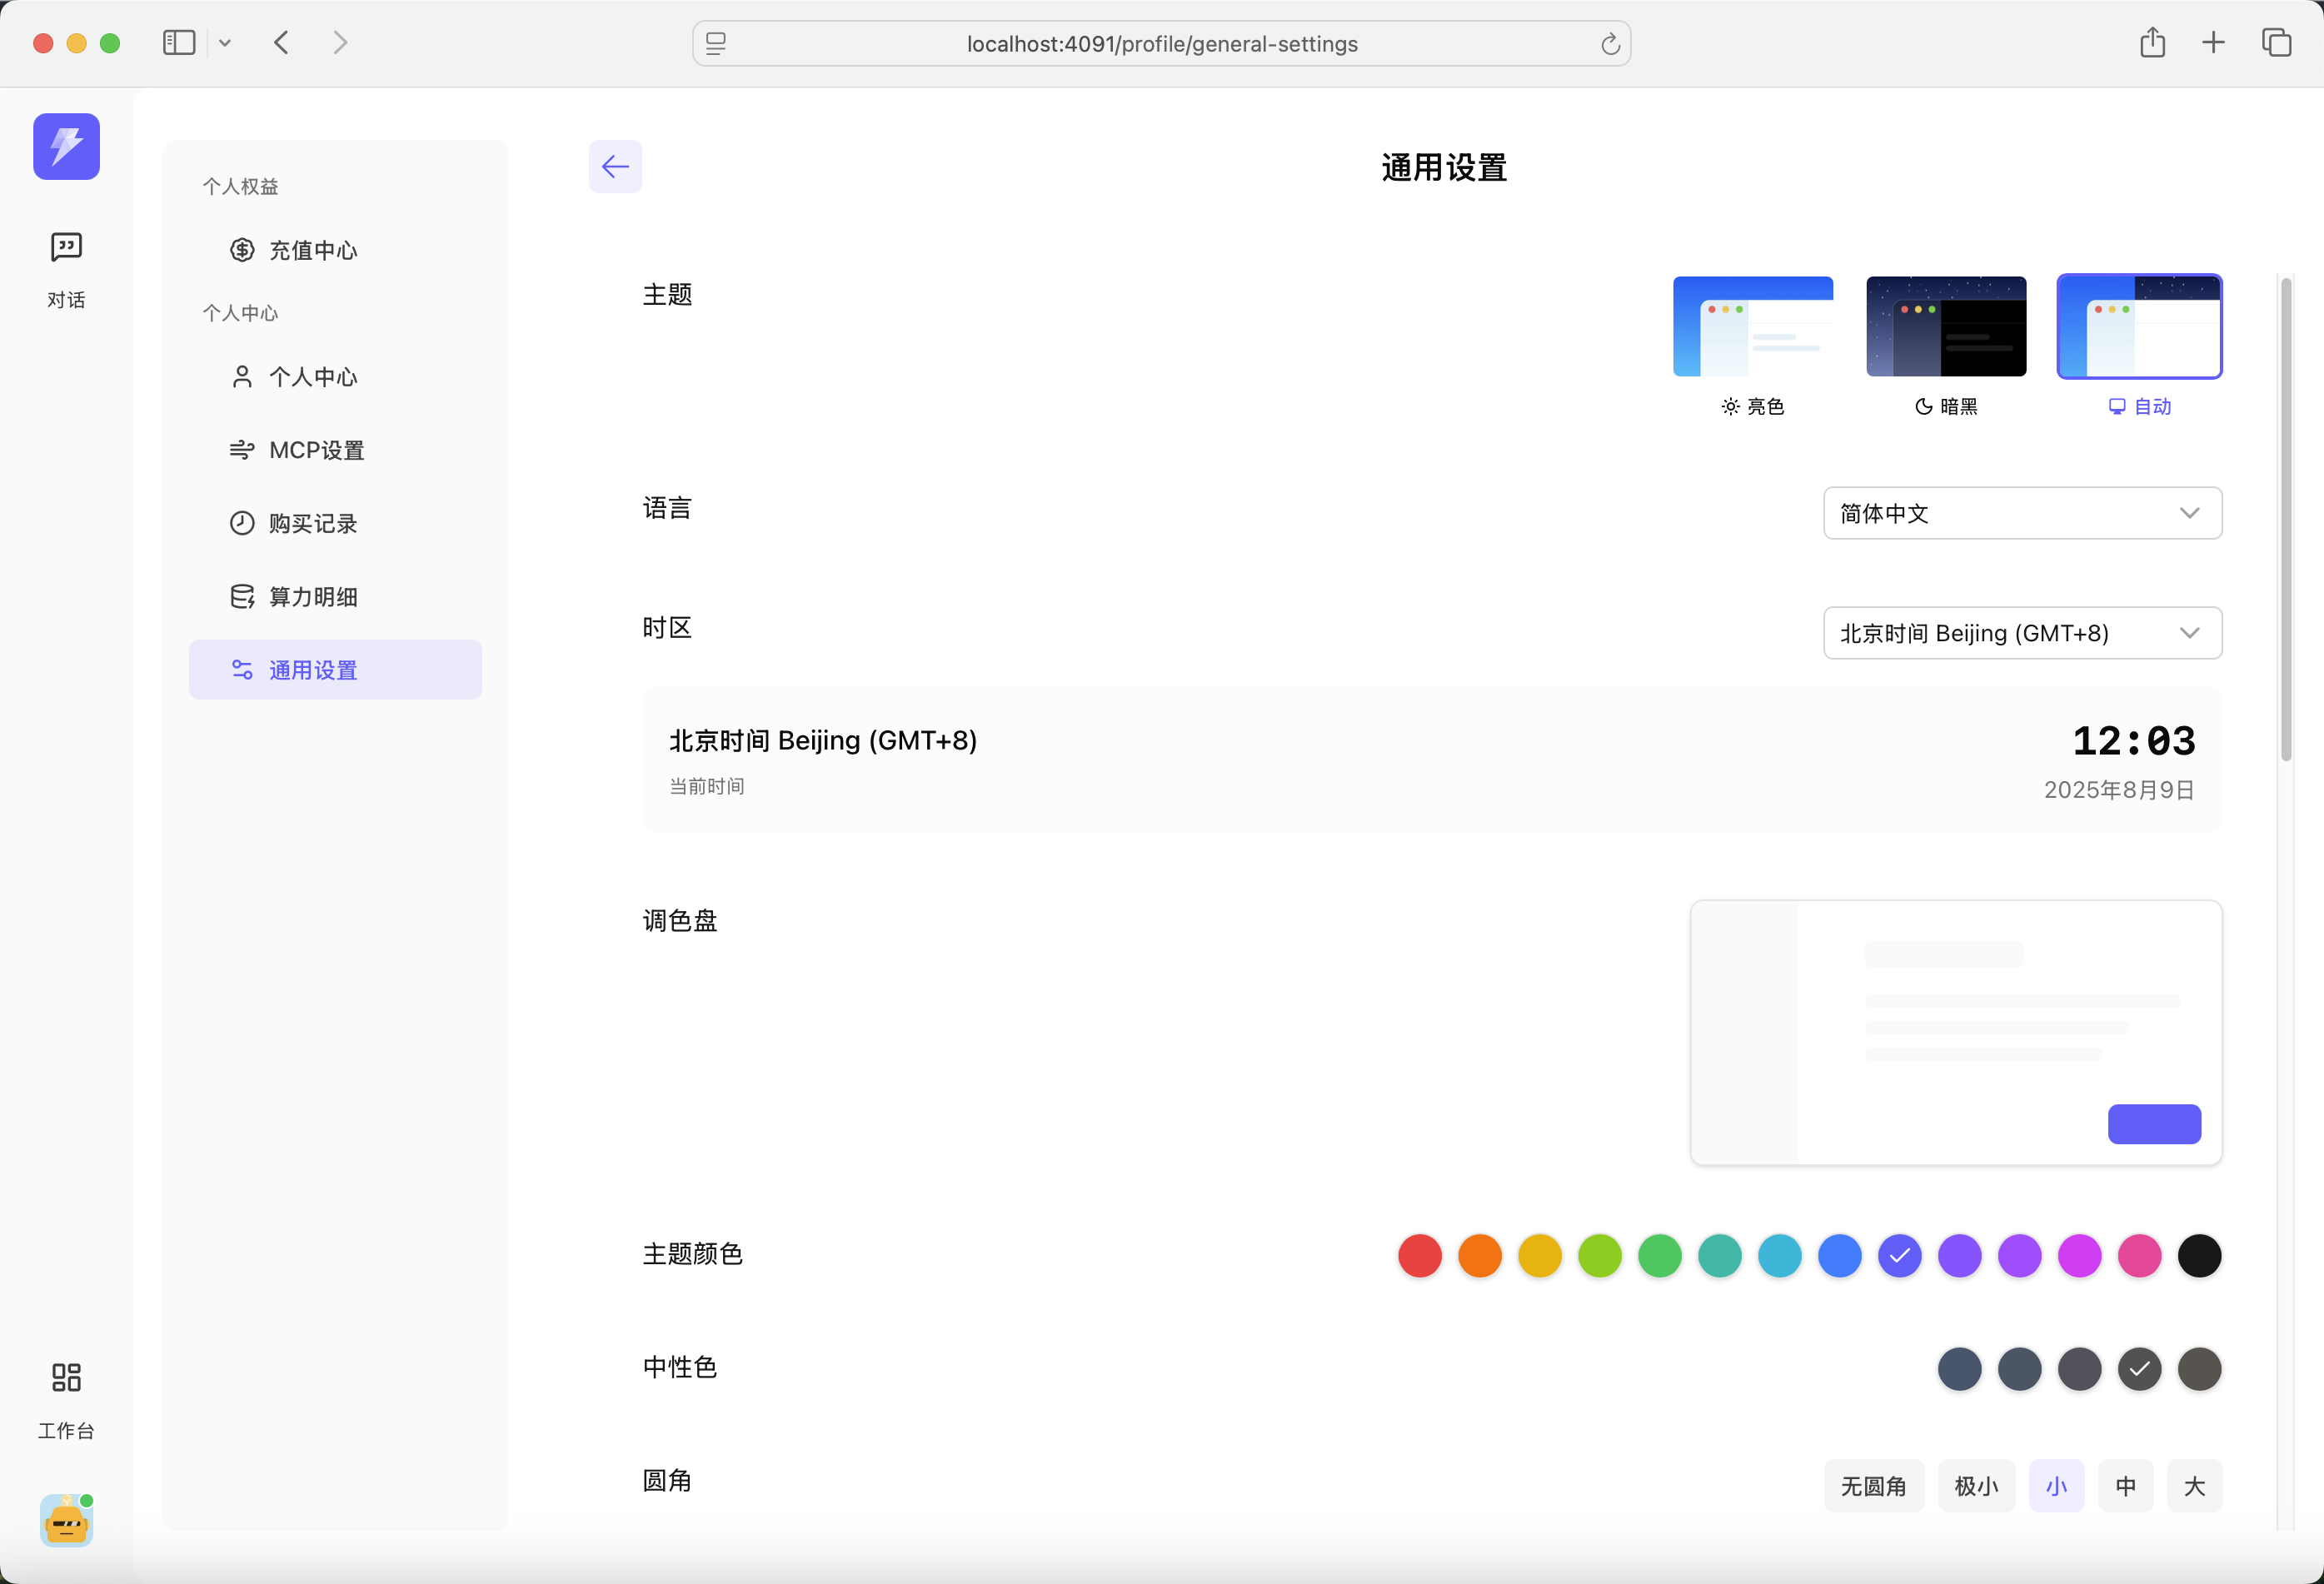 localhost:4091/profile/general-settings
对话
工作台
个人权益
充值中心
个人中心
个人中心
MCP设置
购买记录
算力明细
通用设置
通用设置
主题
亮色
暗黑
自动
语言
简体中文
时区
北京时间 Beijing (GMT+8)
北京时间 Beijing (GMT+8)
12:03
当前时间
2025年8月9日
调色盘
主题颜色
中性色
圆角
无圆角 极小 小 中 大